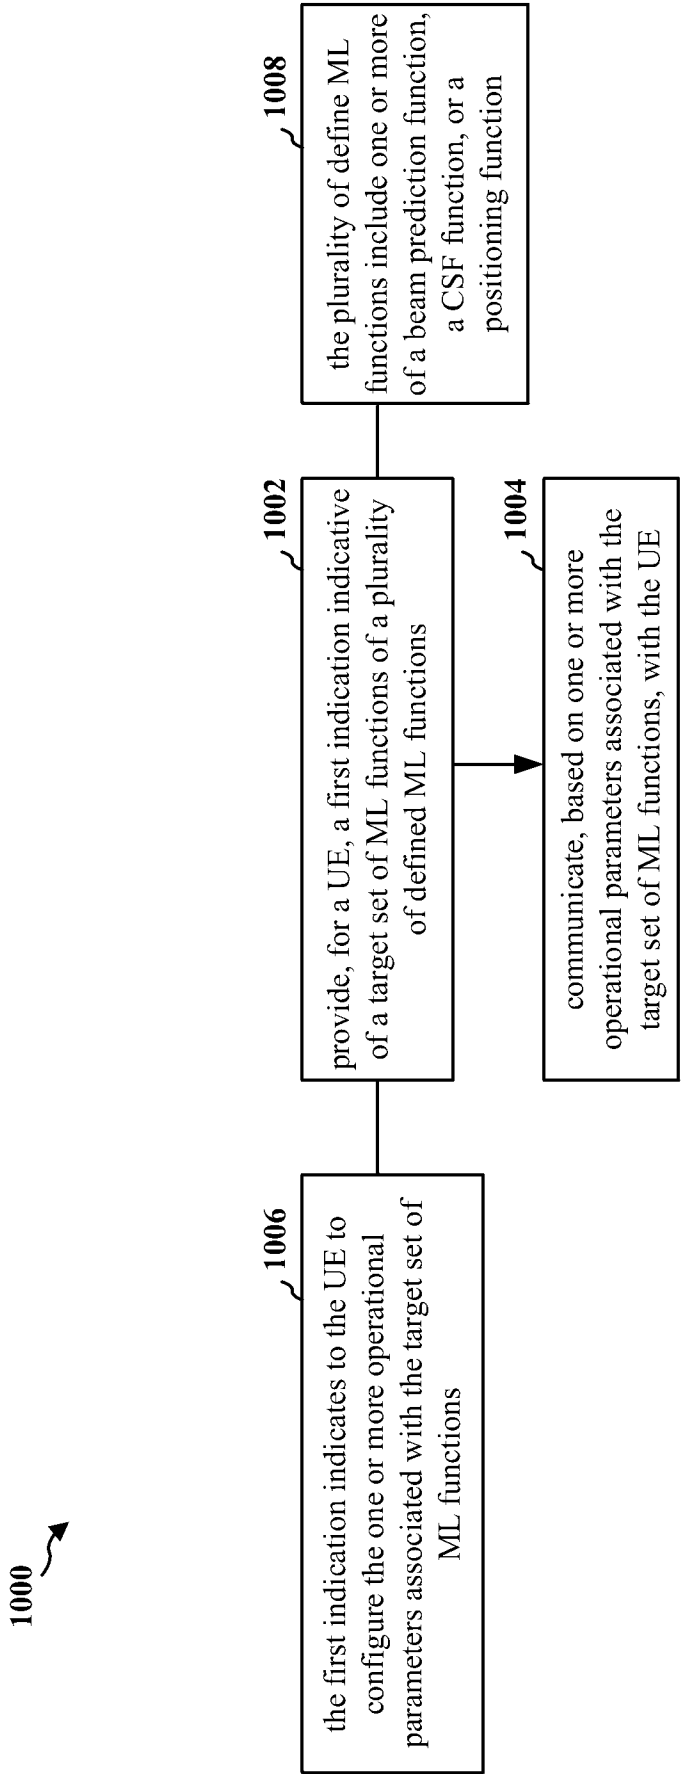 1000
1006
the first indication indicates to the UE to
configure the one or more operational
parameters associated with the target set of
ML functions
1002
provide, for a UE, a first indication indicative
of a target set of ML functions of a plurality
of defined ML functions
1008
the plurality of define ML
functions include one or more
of a beam prediction function,
a CSF function, or a
positioning function
1004
communicate, based on one or more
operational parameters associated with the
target set of ML functions, with the UE